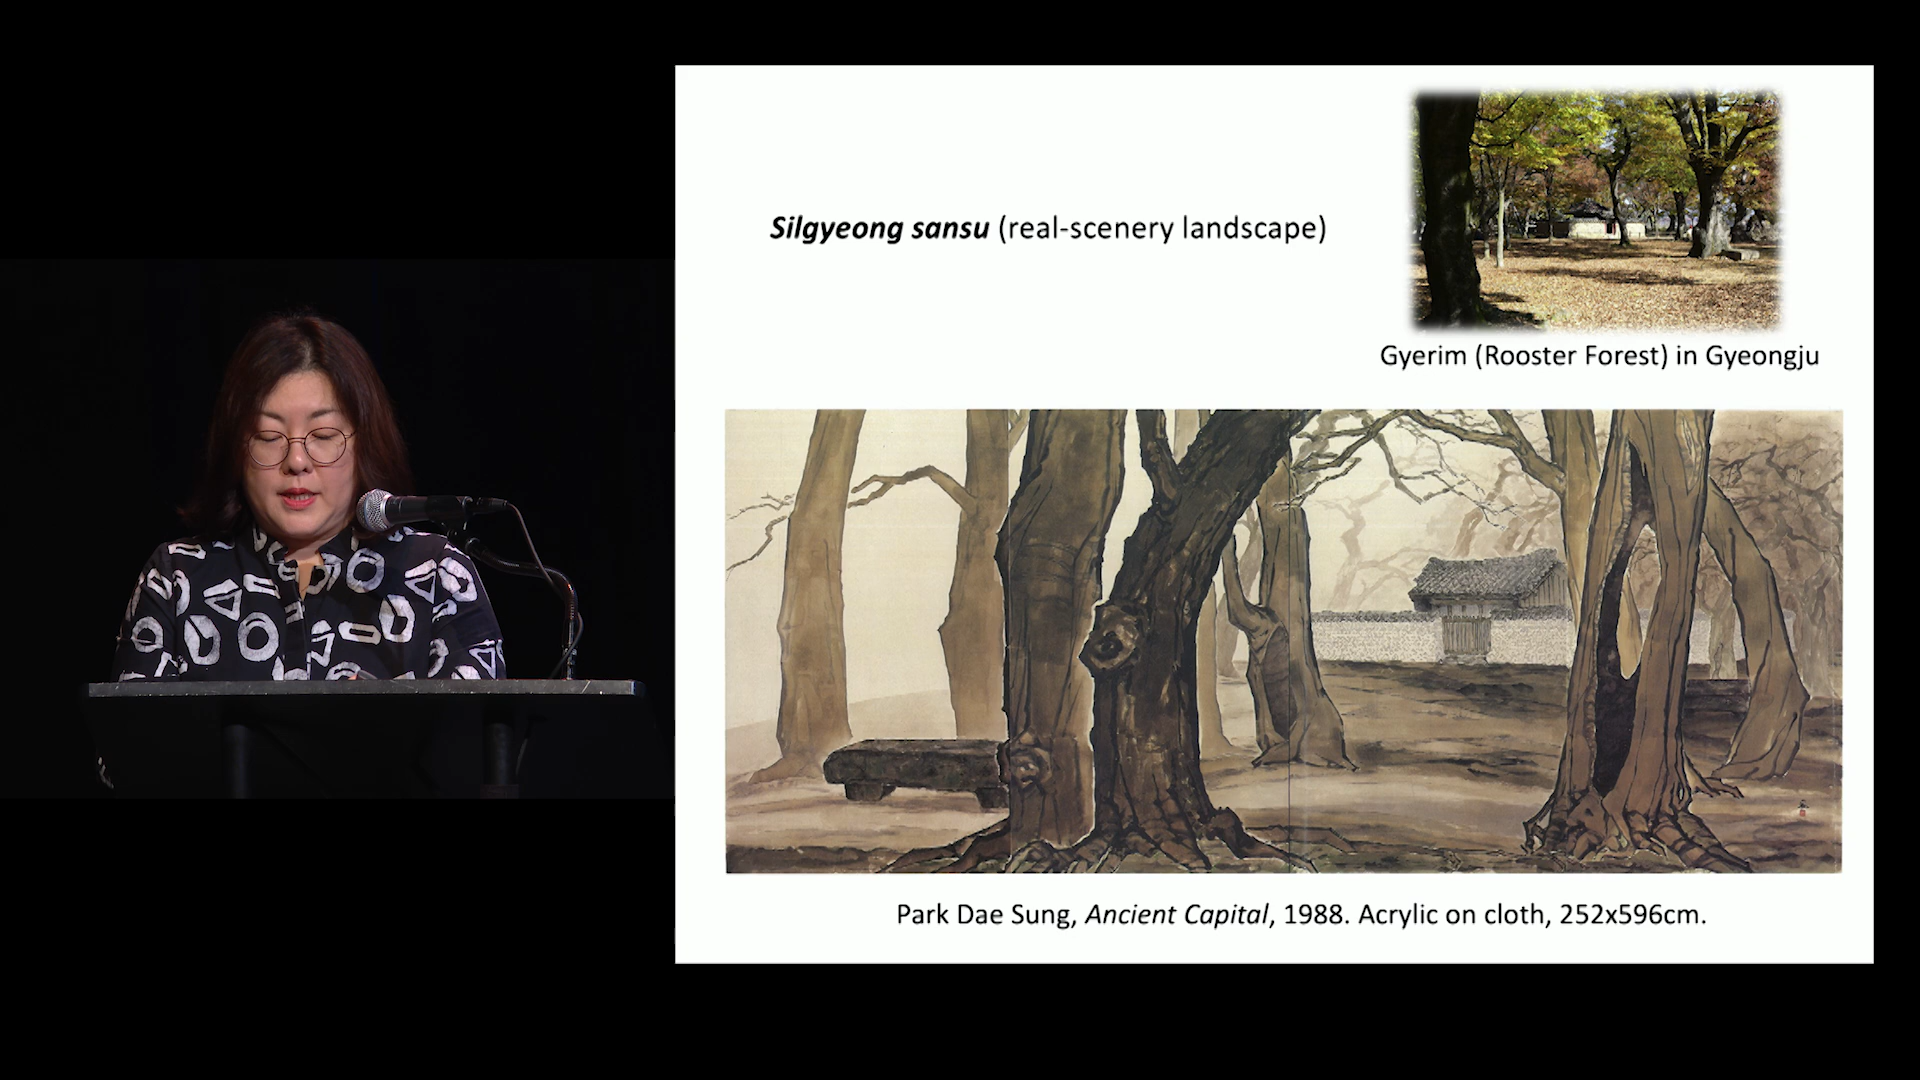 Silgyeong sansu (real-scenery landscape)
Gyerim (Rooster Forest) in Gyeongju
Park Dae Sung, Ancient Capital, 1988. Acrylic on cloth, 252x596cm.